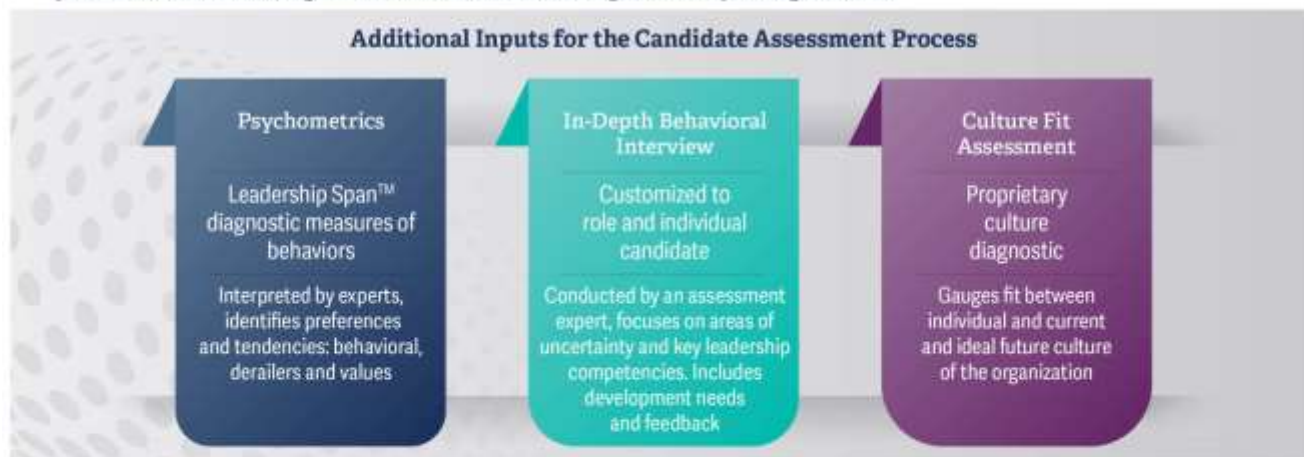 Additional Inputs for the Candidate Assessment Process
Psychometrics
Leadership Span™
diagnostic measures of
behaviors
Interpreted by experts,
identifies preferences
and tendencies: behavioral,
derailers and values
In-Depth Behavioral
Interview
Customized to
role and individual
candidate
Conducted by an assessment
expert, focuses on areas of
uncertainty and key leadership
competencies. Includes
development needs
and feedback
Culture Fit
Assessment
Proprietary
culture
diagnostic
Gauges fit between
individual and current
and ideal future culture
of the organization